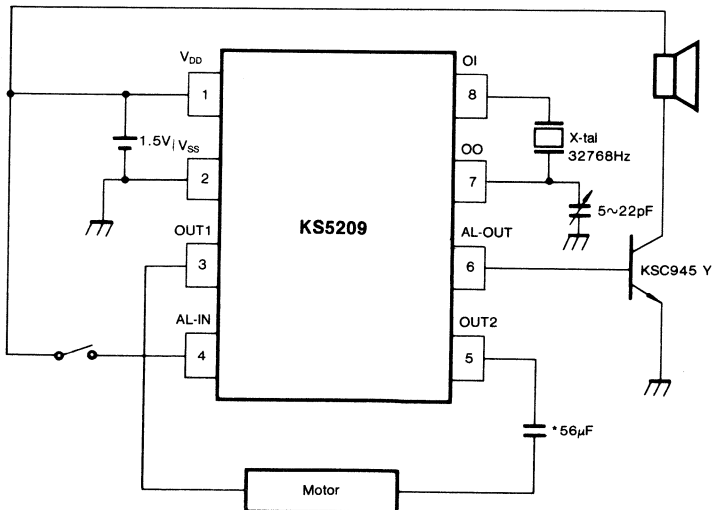 V_DD
1
1.5V
V_SS
2
OUT1
3
AL-IN
4
KS5209
OI
8
X-tal
32768Hz
OO
7
5~22pF
AL-OUT
6
KSC945 Y
OUT2
5
*56μF
Motor